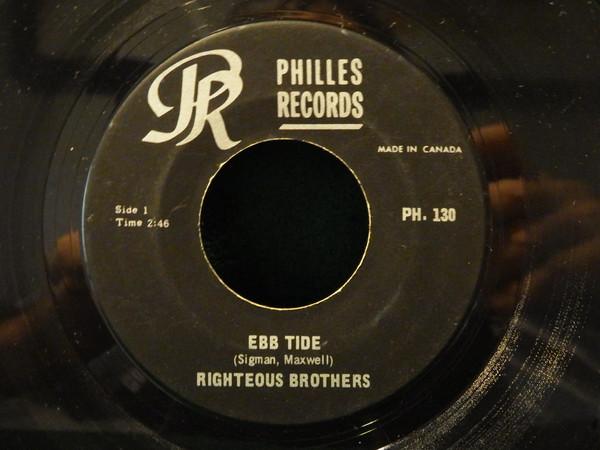 PR
PHILLES
RECORDS
MADE IN CANADA
Side 1
Time 2:46
PH. 130
EBB TIDE
(Sigman, Maxwell)
RIGHTEOUS BROTHERS